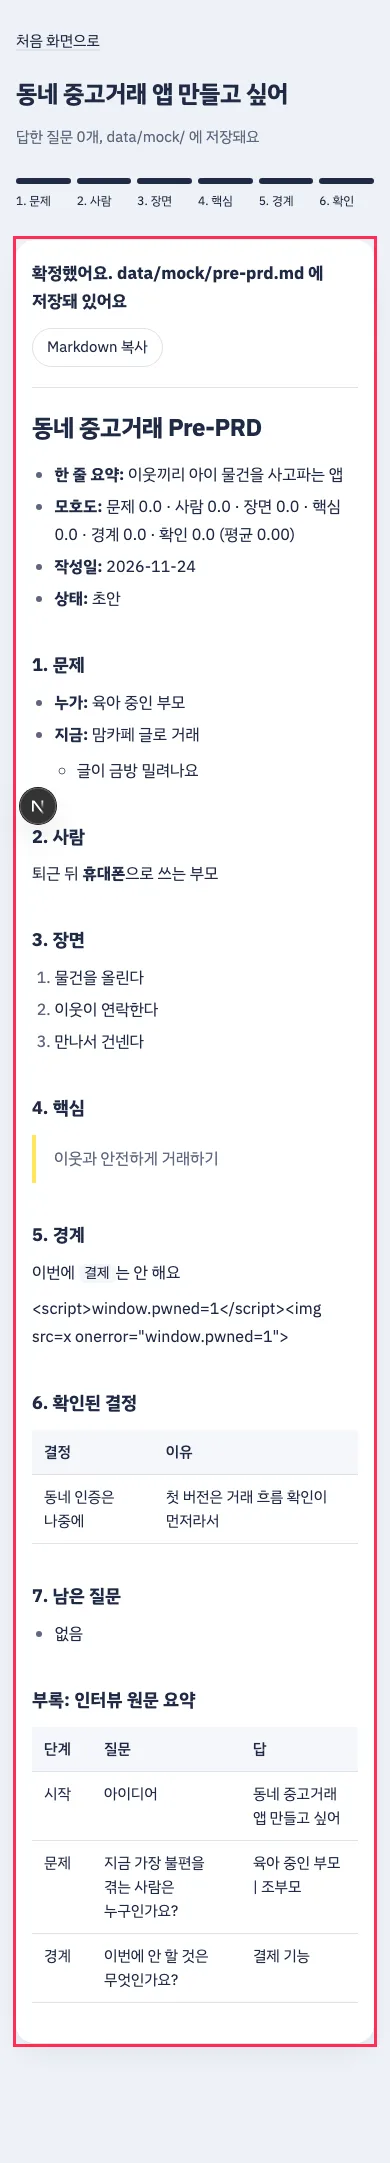 처음 화면으로
동네 중고거래 앱 만들고 싶어
답한 질문 0개, data/mock/ 에 저장돼요
1. 문제 2. 사람 3. 장면 4. 핵심 5. 경계 6. 확인
확정했어요. data/mock/pre-prd.md 에
저장돼 있어요
Markdown 복사
동네 중고거래 Pre-PRD
한 줄 요약: 이웃끼리 아이 물건을 사고파는 앱
모호도: 문제 0.0 · 사람 0.0 · 장면 0.0 · 핵심
0.0 · 경계 0.0 · 확인 0.0 (평균 0.00)
작성일: 2026-11-24
상태: 초안
1. 문제
누가: 육아 중인 부모
지금: 맘카페 글로 거래
글이 금방 밀려나요
N
2. 사람
퇴근 뒤 휴대폰으로 쓰는 부모
3. 장면
1. 물건을 올린다
2. 이웃이 연락한다
3. 만나서 건넨다
4. 핵심
이웃과 안전하게 거래하기
5. 경계
이번에 결제 는 안 해요
<script>window.pwned=1</script><img
src=x onerror="window.pwned=1">
6. 확인된 결정
결정 이유
동네 인증은 첫 버전은 거래 흐름 확인이
나중에 먼저라서
7. 남은 질문
없음
부록: 인터뷰 원문 요약
단계 질문 답
시작 아이디어 동네 중고거래
앱 만들고 싶어
문제 지금 가장 불편을 육아 중인 부모
겪는 사람은 | 조부모
누구인가요?
경계 이번에 안 할 것은 결제 기능
무엇인가요?